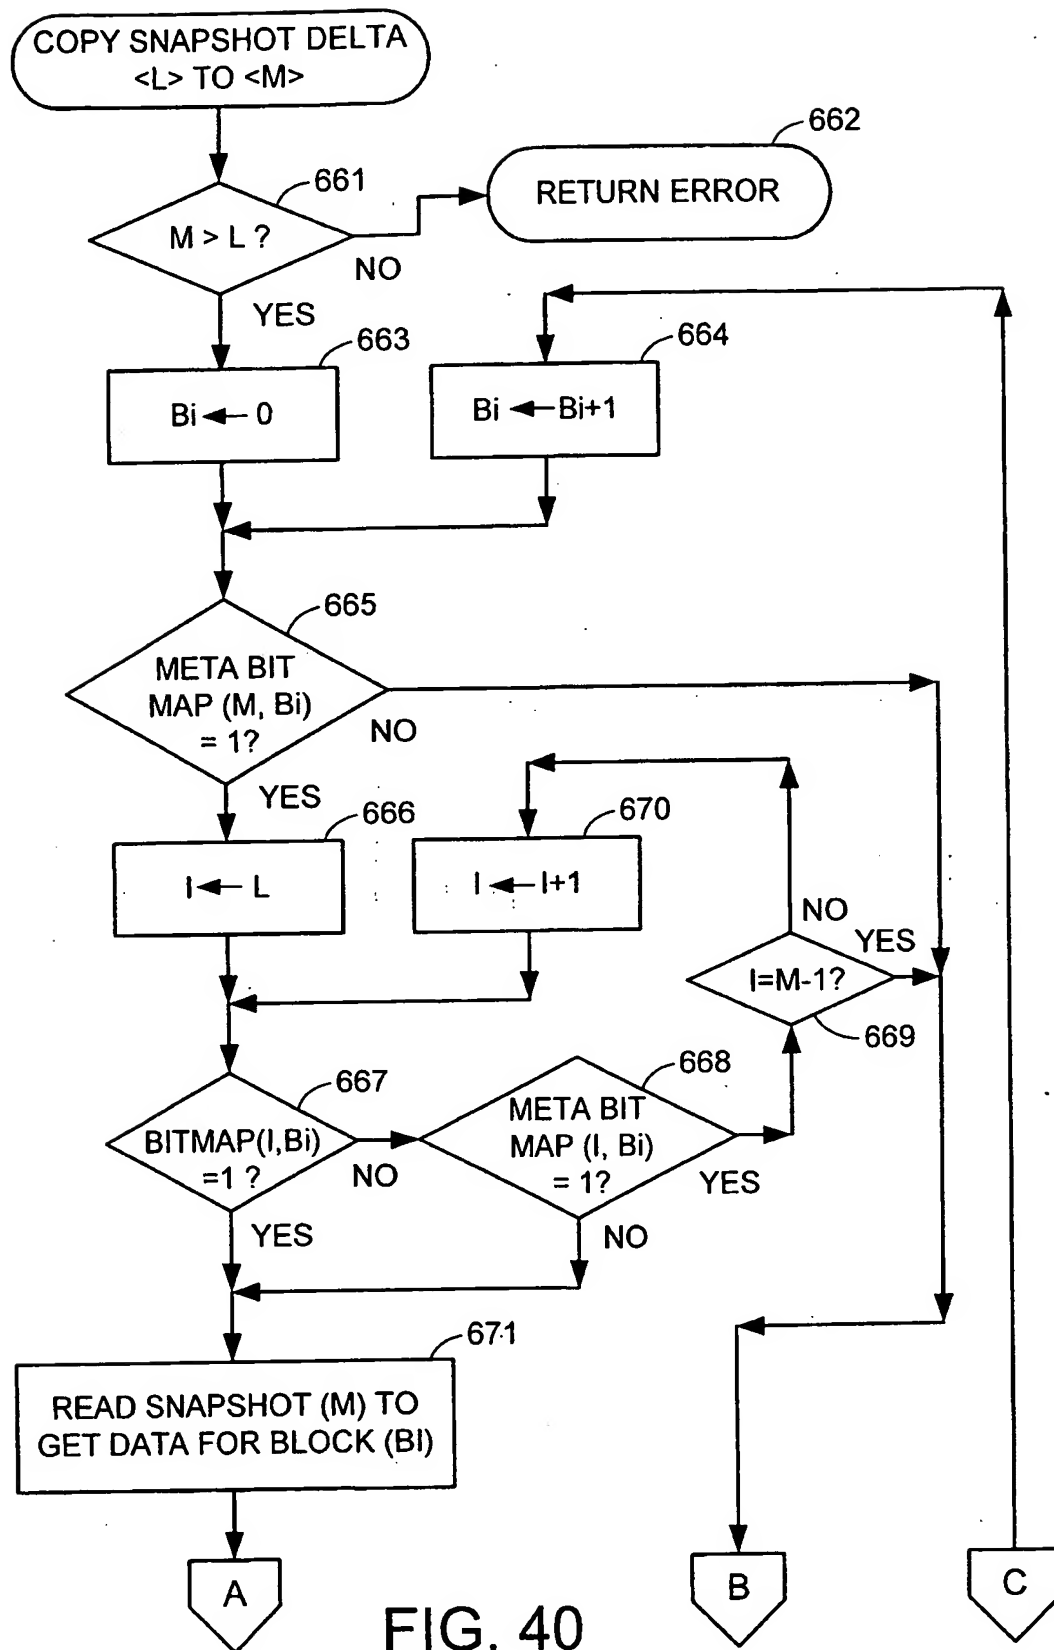 COPY SNAPSHOT DELTA
<L> TO <M>
662
RETURN ERROR
661
M > L ?
NO
YES
663
Bi ← 0
664
Bi ← Bi+1
665
META BIT
MAP (M, Bi)
= 1?
NO
YES
666
I ← L
670
I ← I+1
NO
YES
I=M-1?
669
667
BITMAP(I,Bi)
=1 ?
NO
YES
668
META BIT
MAP (I, Bi)
= 1?
YES
NO
671
READ SNAPSHOT (M) TO
GET DATA FOR BLOCK (BI)
A
B
C
FIG. 40